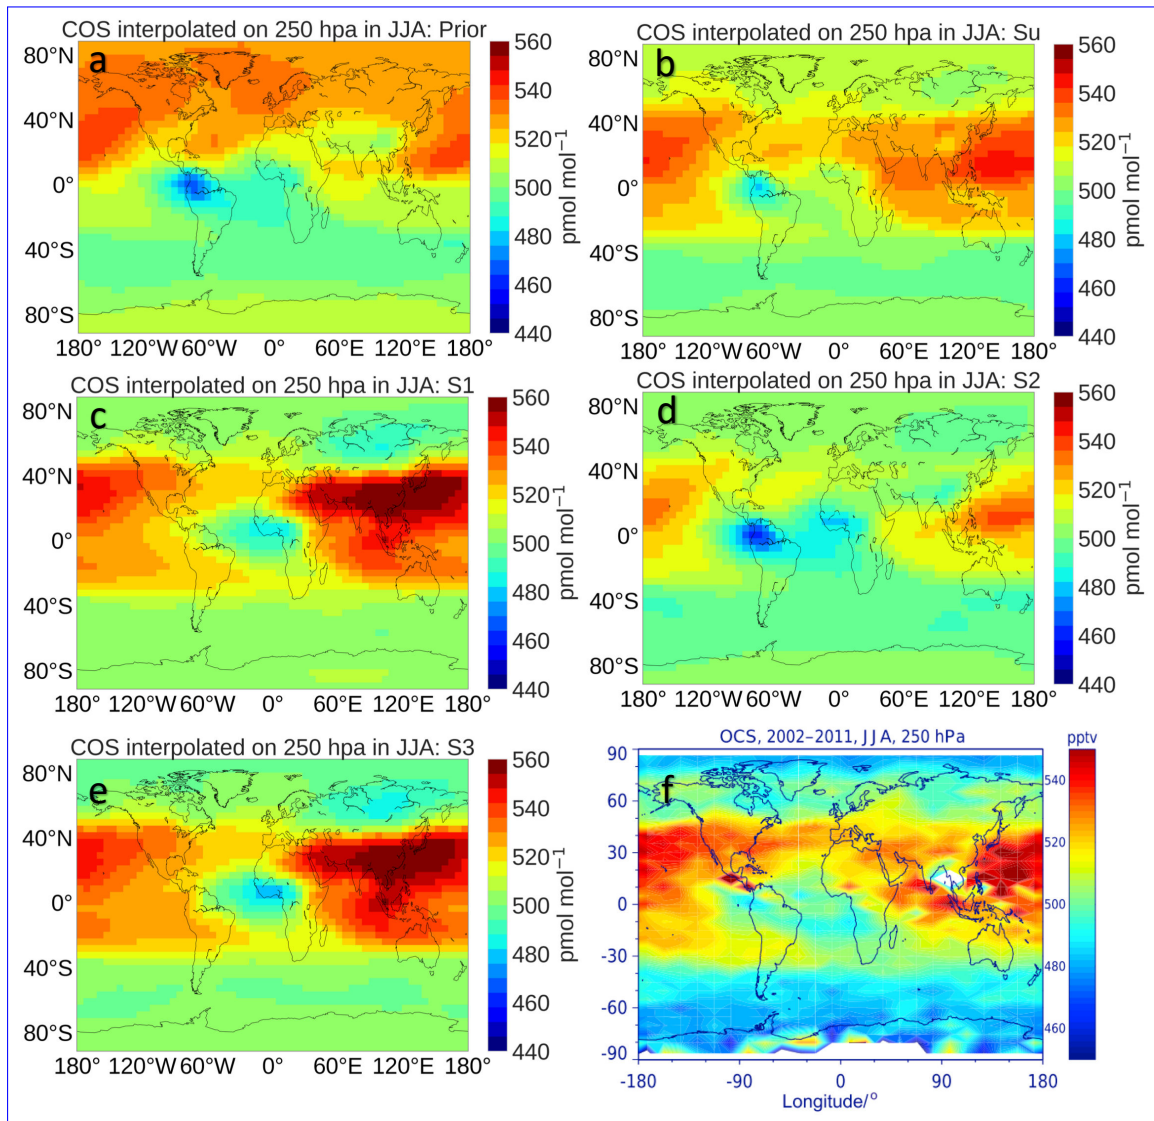 COS interpolated on 250 hpa in JJA: Prior
a
80°N
40°N
0°
40°S
80°S
180° 120°W 60°W 0° 60°E 120°E 180°
560
540
520
500
480
460
440
pmol mol−1
COS interpolated on 250 hpa in JJA: Su
b
80°N
40°N
0°
40°S
80°S
180° 120°W 60°W 0° 60°E 120°E 180°
560
540
520
500
480
460
440
pmol mol−1
COS interpolated on 250 hpa in JJA: S1
c
80°N
40°N
0°
40°S
80°S
180° 120°W 60°W 0° 60°E 120°E 180°
560
540
520
500
480
460
440
pmol mol−1
COS interpolated on 250 hpa in JJA: S2
d
80°N
40°N
0°
40°S
80°S
180° 120°W 60°W 0° 60°E 120°E 180°
560
540
520
500
480
460
440
pmol mol−1
COS interpolated on 250 hpa in JJA: S3
e
80°N
40°N
0°
40°S
80°S
180° 120°W 60°W 0° 60°E 120°E 180°
560
540
520
500
480
460
440
pmol mol−1
OCS, 2002–2011, JJA, 250 hPa
pptv
f
90
60
30
0
-30
-60
-90
-180 -90 0 90 180
Longitude/°
540
520
500
480
460